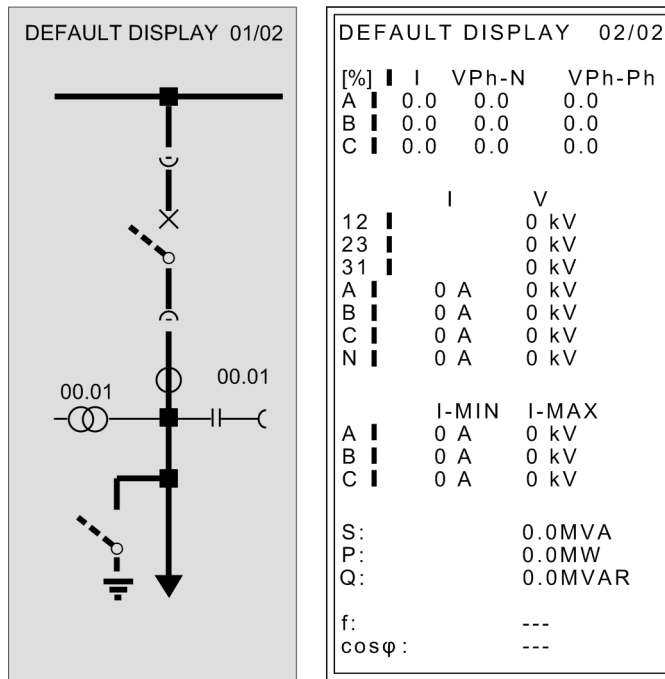 DEFAULT DISPLAY 01/02
00.01
00.01
DEFAULT DISPLAY 02/02
[%] I VPh-N VPh-Ph
A 0.0 0.0 0.0
B 0.0 0.0 0.0
C 0.0 0.0 0.0
I V
12 0 kV
23 0 kV
31 0 kV
A 0 A 0 kV
B 0 A 0 kV
C 0 A 0 kV
N 0 A 0 kV
I-MIN I-MAX
A 0 A 0 kV
B 0 A 0 kV
C 0 A 0 kV
S: 0.0MVA
P: 0.0MW
Q: 0.0MVAR
f: ---
cosφ: ---